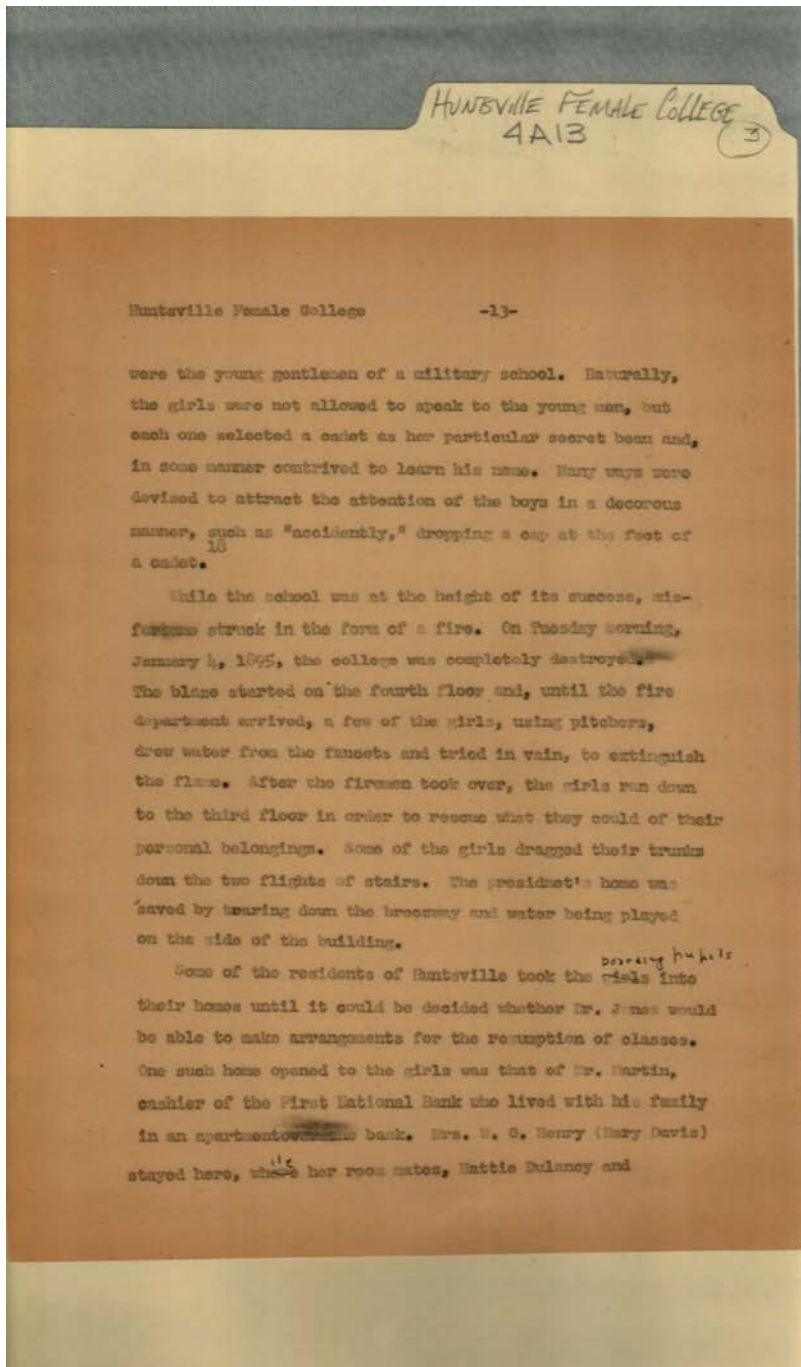 HUNTSVILLE FEMALE COLLEGE
4A13
3
Huntsville Female College -13-
were the young gentlemen of a military school. Naturally,
the girls were not allowed to speak to the young men, but
each one selected a cadet as her particular secret beau and,
in some manner contrived to learn his name. Many ways were
devised to attract the attention of the boys in a decorous
manner, such as "accidently," dropping a cap at the feet of
18
a cadet.
While the school was at the height of its success, mis-
fortune struck in the form of a fire. On Tuesday morning,
January 4, 1895, the college was completely destroyed.
The blaze started on the fourth floor and, until the fire
department arrived, a few of the girls, using pitchers,
drew water from the faucets and tried in vain, to extinguish
the flame. After the firemen took over, the girls ran down
to the third floor in order to rescue what they could of their
personal belongings. Some of the girls dragged their trunks
down the two flights of stairs. The presidnet's home was
saved by tearing down the breezway and water being played
on the side of the building.
boarding pupils
Some of the residents of Huntsville took the girls into
their homes until it could be decided whether Dr. Jones would
be able to make arrangements for the resumption of classes.
One such home opened to the girls was that of Mr. Martin,
cashier of the First National Bank who lived with his family
in an apartment over the bank. Mrs. W. G. Henry (Mary Davis)
stayed here, while her room mates, Hattie Dulaney and